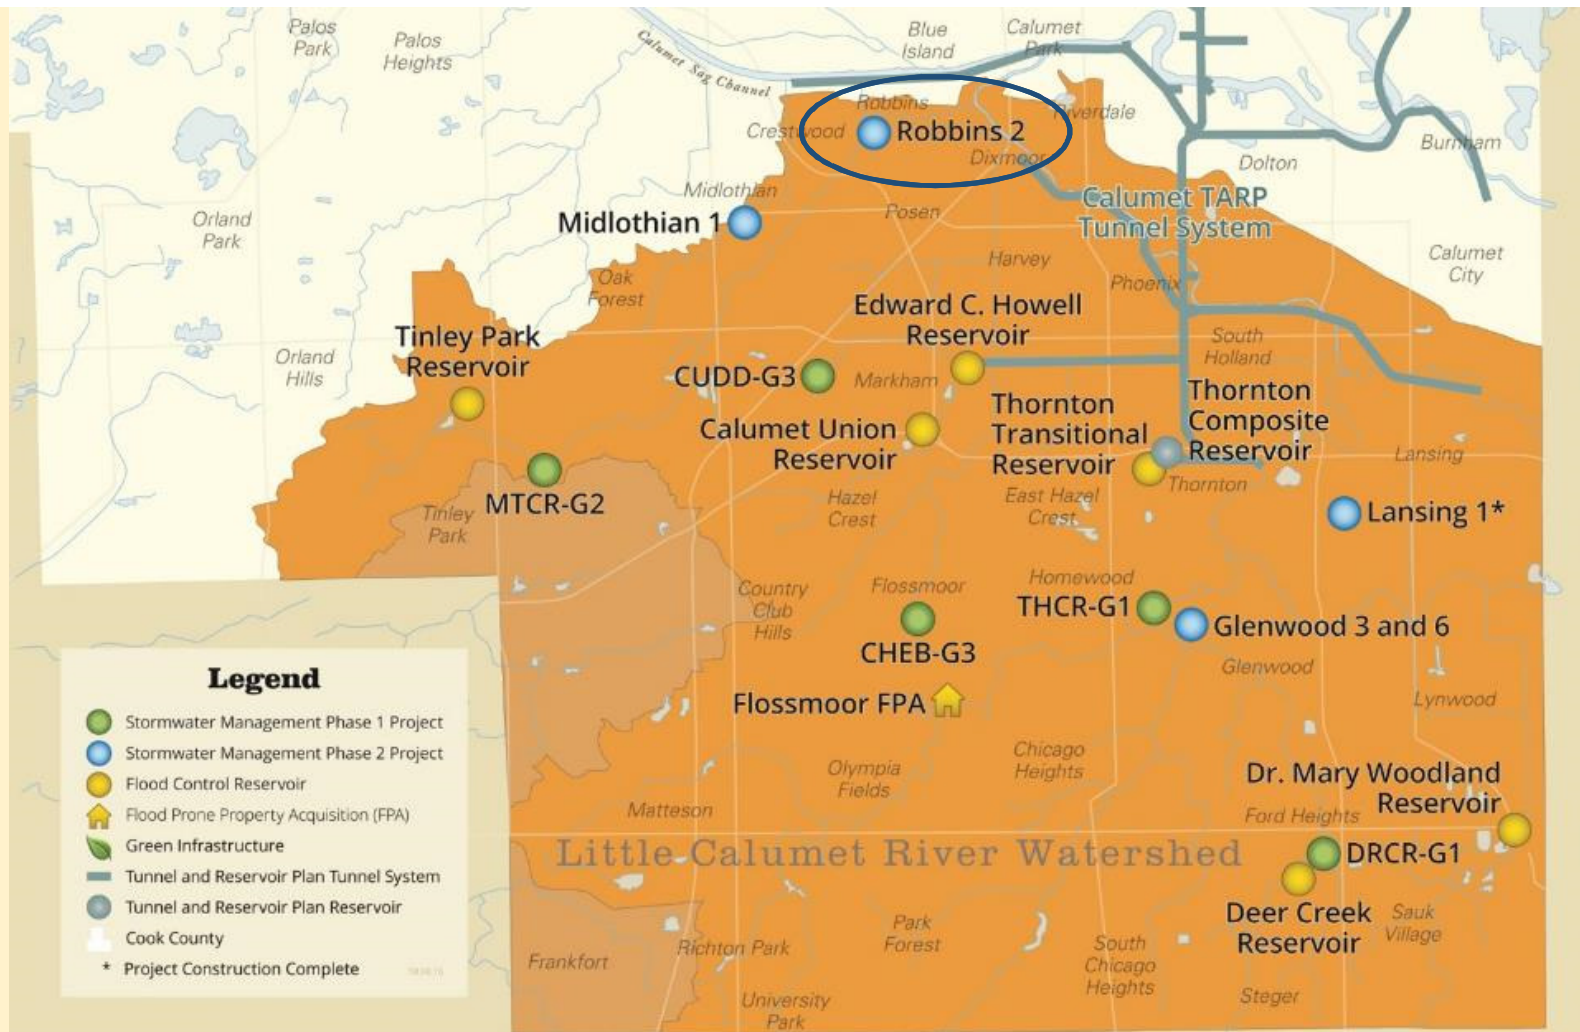 Palos
Park
Palos
Heights
Blue
Island
Calumet
Park
Calumet Sag Channel
Robbins
Riverdale
Crestwood
Robbins 2
Dixmoor
Burnham
Dolton
Midlothian
Midlothian 1
Posen
Calumet TARP
Tunnel System
Orland
Park
Harvey
Calumet
City
Oak
Forest
Phoenix
Edward C. Howell
Reservoir
Tinley Park
Reservoir
South
Holland
Orland
Hills
CUDD-G3
Markham
Thornton
Composite
Reservoir
Thornton
Transitional
Reservoir
Calumet Union
Reservoir
Lansing
MTCR-G2
Thornton
Hazel
Crest
East Hazel
Crest
Lansing 1*
Tinley
Park
Country
Club
Hills
Flossmoor
Homewood
THCR-G1
Glenwood 3 and 6
CHEB-G3
Glenwood
Flossmoor FPA
Lynwood
Chicago
Heights
Olympia
Fields
Dr. Mary Woodland
Reservoir
Matteson
Ford Heights
Little Calumet River Watershed
DRCR-G1
Deer Creek
Reservoir
Sauk
Village
Park
Forest
Richton Park
Frankfort
South
Chicago
Heights
University
Park
Steger
Legend
Stormwater Management Phase 1 Project
Stormwater Management Phase 2 Project
Flood Control Reservoir
Flood Prone Property Acquisition (FPA)
Green Infrastructure
Tunnel and Reservoir Plan Tunnel System
Tunnel and Reservoir Plan Reservoir
Cook County
* Project Construction Complete